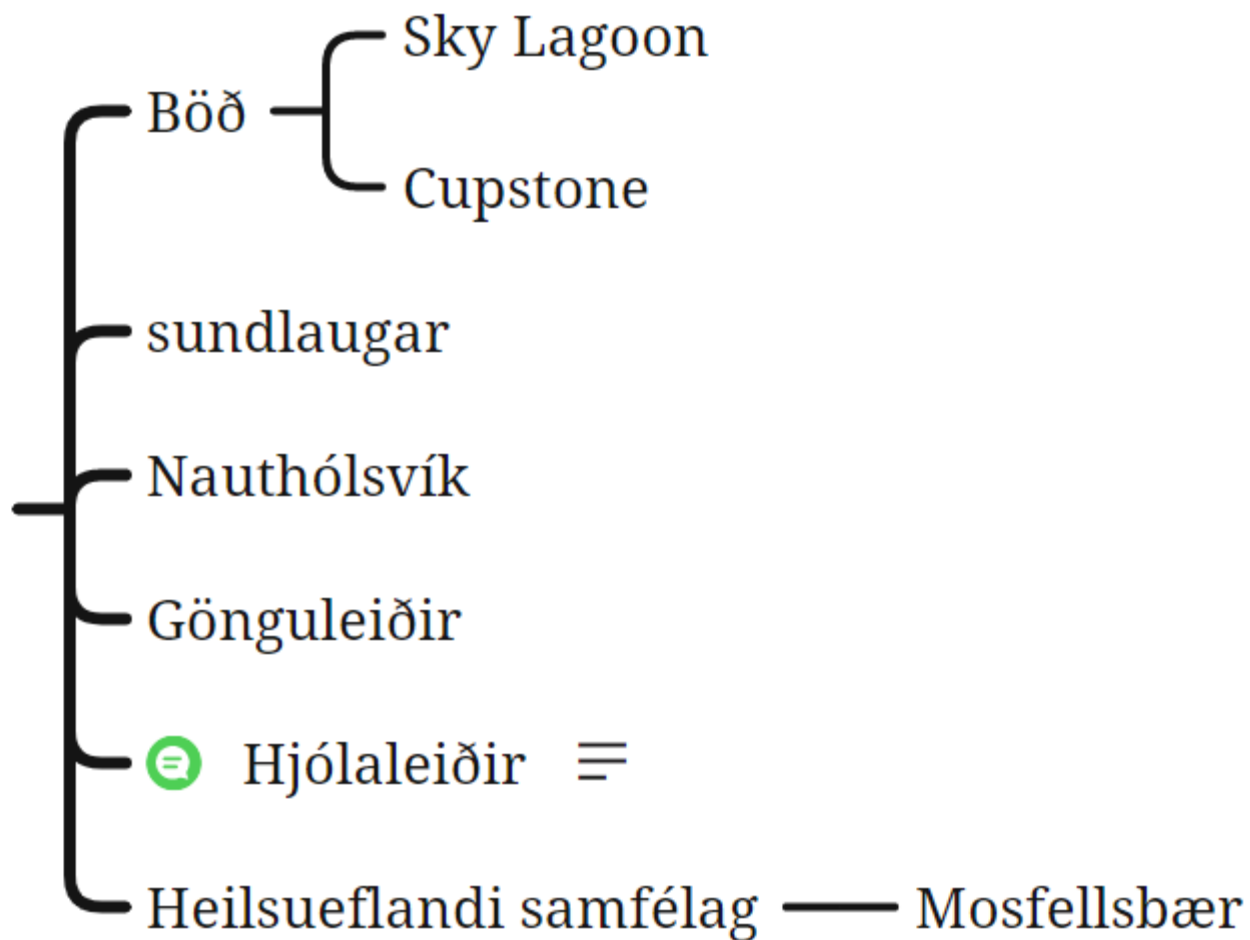 Sky Lagoon
Böð
Cupstone
sundlaugar
Nauthólsvík
Gönguleiðir
Hjólaleiðir
Heilsueflandi samfélag
Mosfellsbær